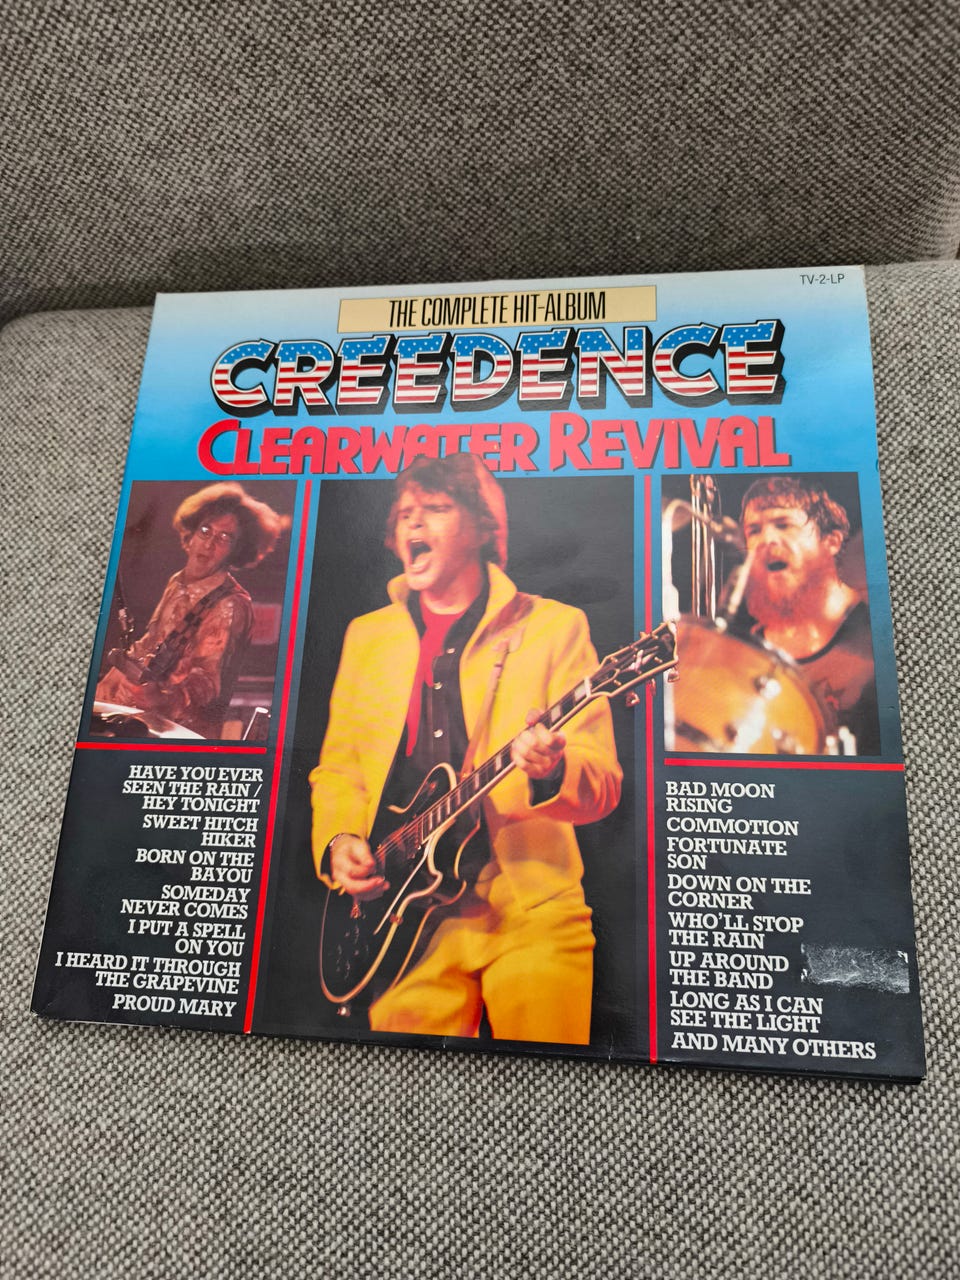 TV-2-LP
THE COMPLETE HIT-ALBUM
CREEDENCE
CLEARWATER REVIVAL
HAVE YOU EVER
SEEN THE RAIN /
HEY TONIGHT
SWEET HITCH
HIKER
BORN ON THE
BAYOU
SOMEDAY
NEVER COMES
I PUT A SPELL
ON YOU
I HEARD IT THROUGH
THE GRAPEVINE
PROUD MARY
BAD MOON
RISING
COMMOTION
FORTUNATE
SON
DOWN ON THE
CORNER
WHO'LL STOP
THE RAIN
UP AROUND
THE BAND
LONG AS I CAN
SEE THE LIGHT
AND MANY OTHERS